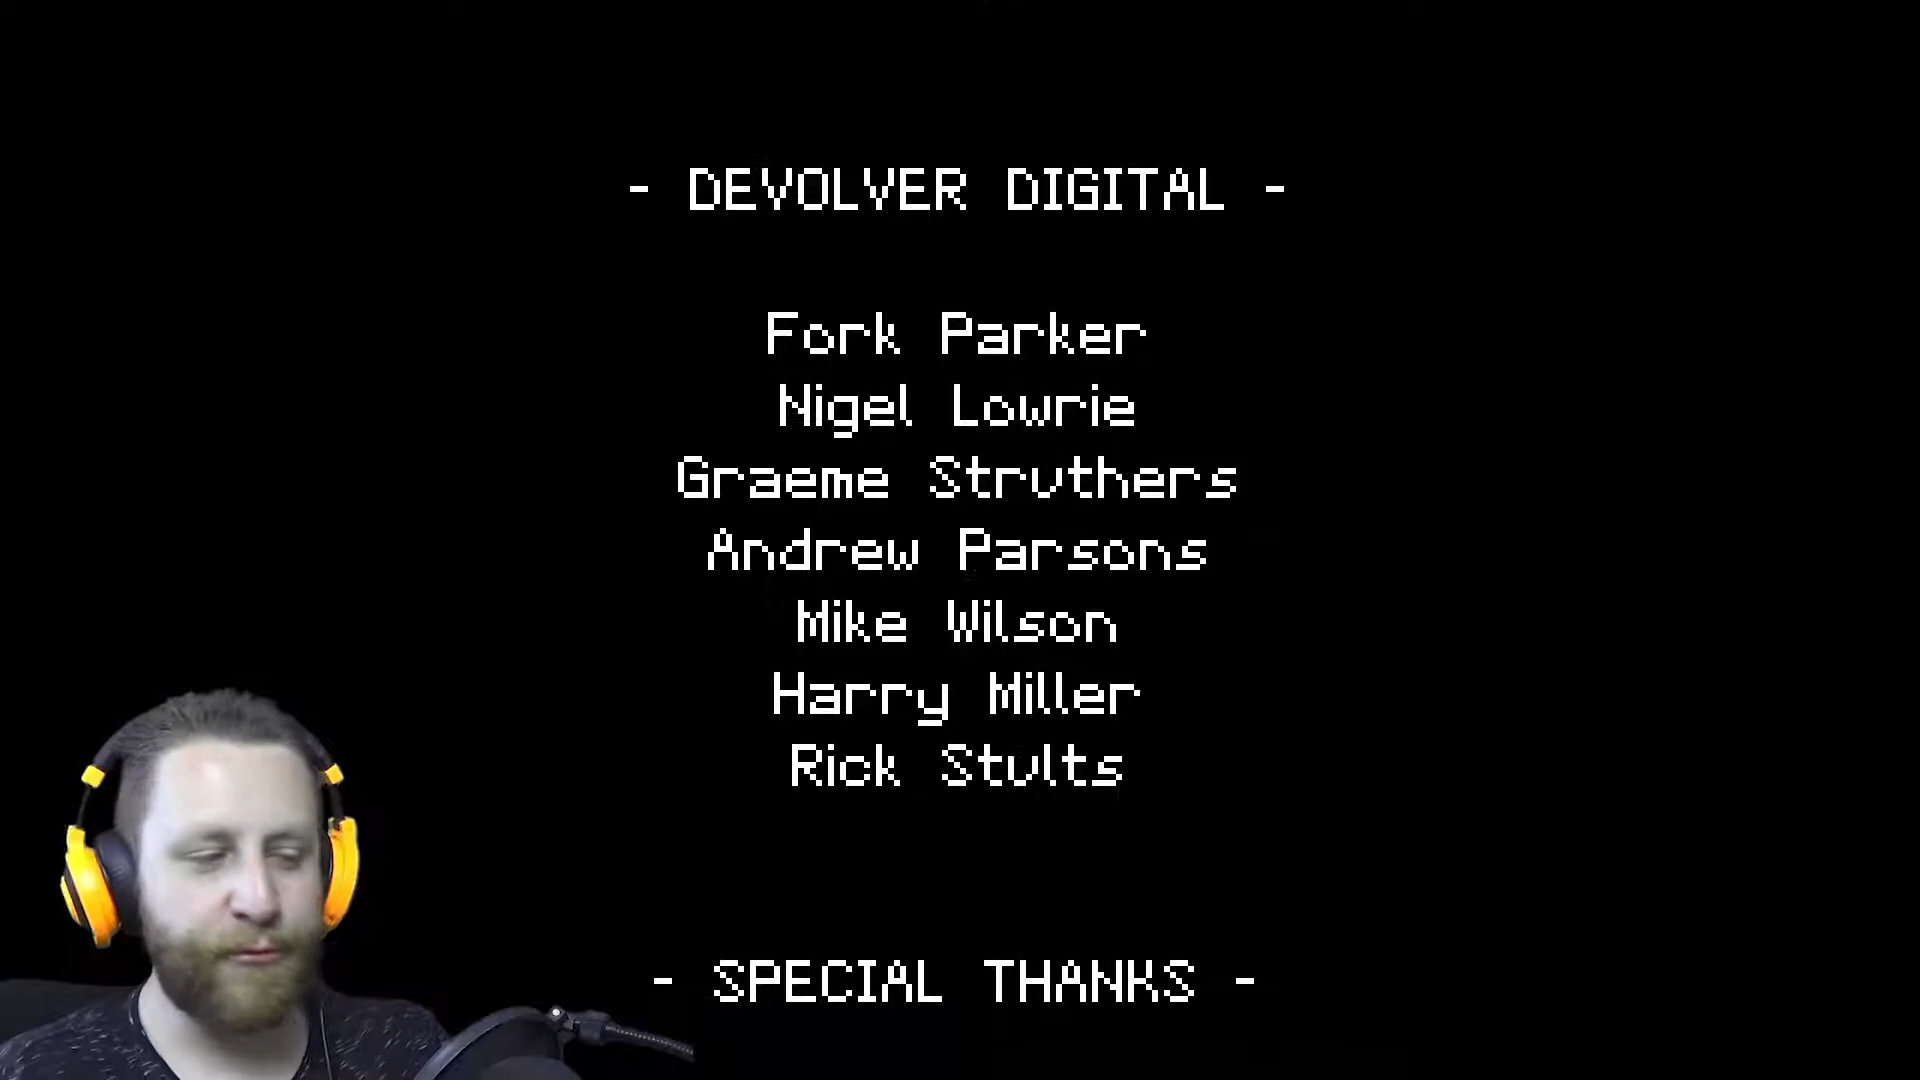 - DEVOLVER DIGITAL -
Fork Parker
Nigel Lowrie
Graeme Struthers
Andrew Parsons
Mike Wilson
Harry Miller
Rick Stults
- SPECIAL THANKS -